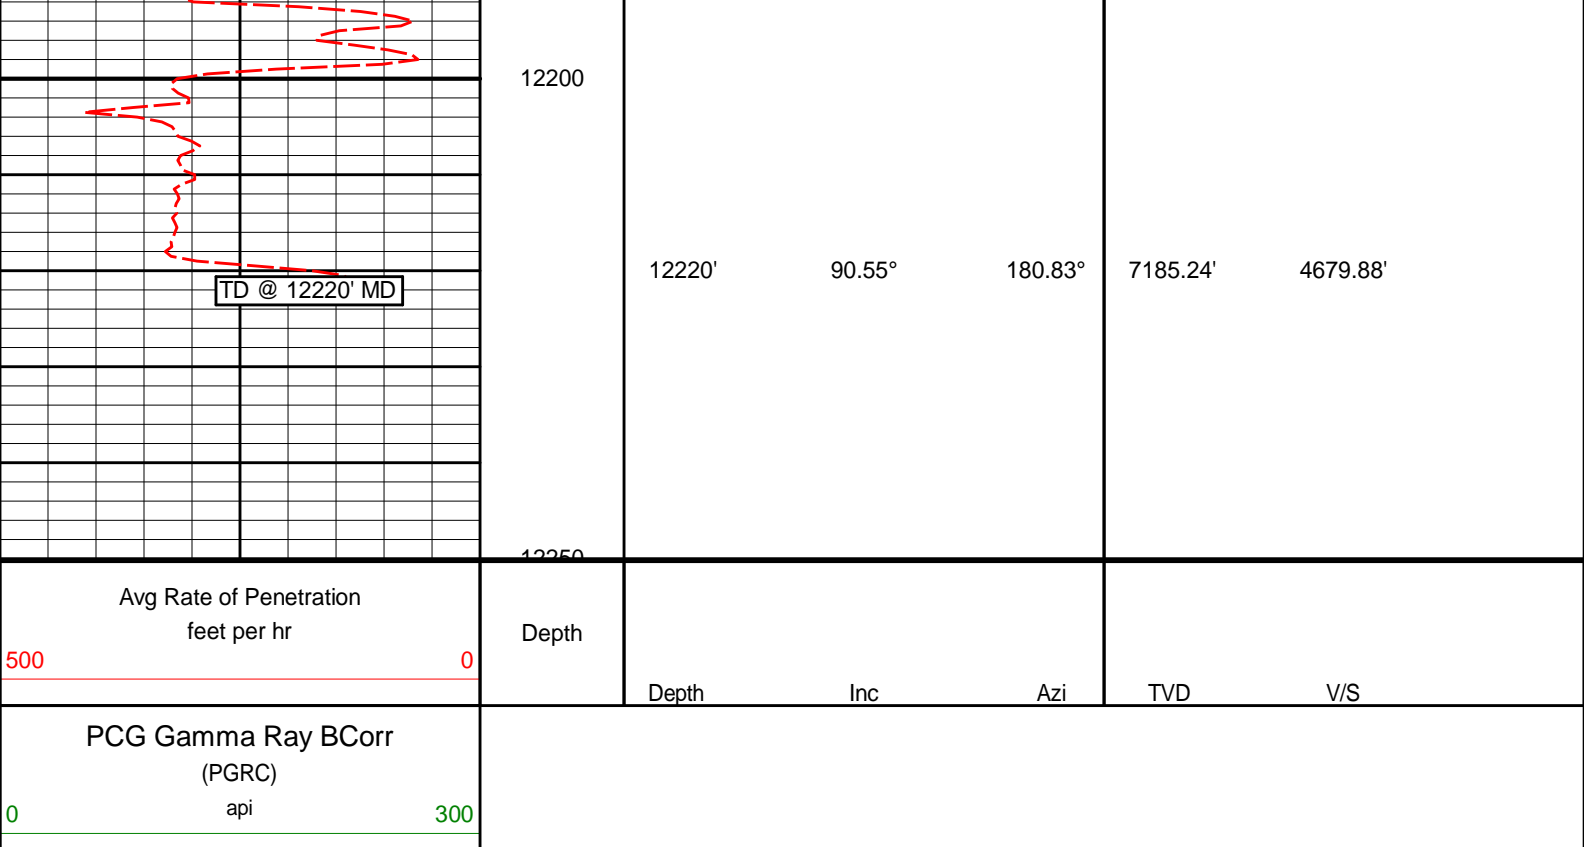 12200
12220' 90.55° 180.83° 7185.24' 4679.88'
TD @ 12220' MD
12250
Avg Rate of Penetration
feet per hr
500 0
Depth
Depth Inc Azi TVD V/S
PCG Gamma Ray BCorr
(PGRC)
api
0 300